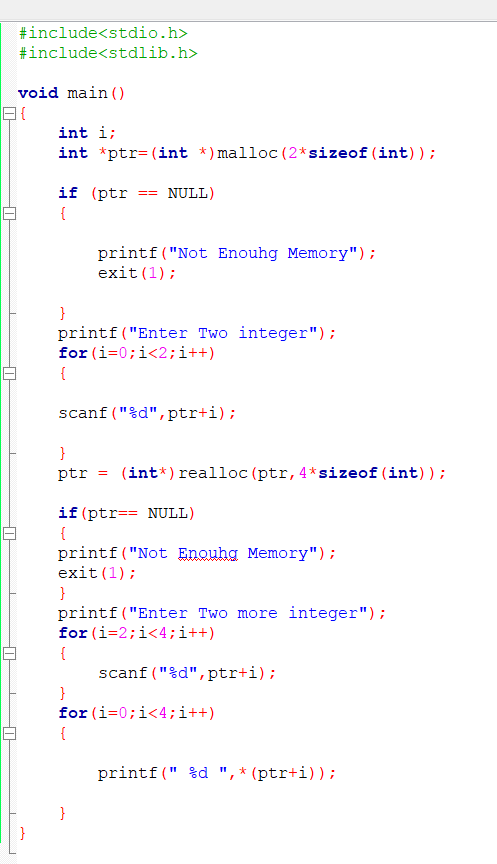 #include<stdio.h>
#include<stdlib.h>
void main()
{
int i;
int *ptr=(int *)malloc(2*sizeof(int));
if (ptr == NULL)
{
printf("Not Enouhg Memory");
exit(1);
}
printf("Enter Two integer");
for(i=0;i<2;i++)
{
scanf("%d",ptr+i);
}
ptr = (int*)realloc(ptr,4*sizeof(int));
if(ptr== NULL)
{
printf("Not Enouhg Memory");
exit(1);
}
printf("Enter Two more integer");
for(i=2;i<4;i++)
{
scanf("%d",ptr+i);
}
for(i=0;i<4;i++)
{
printf(" %d ",*(ptr+i));
}
}